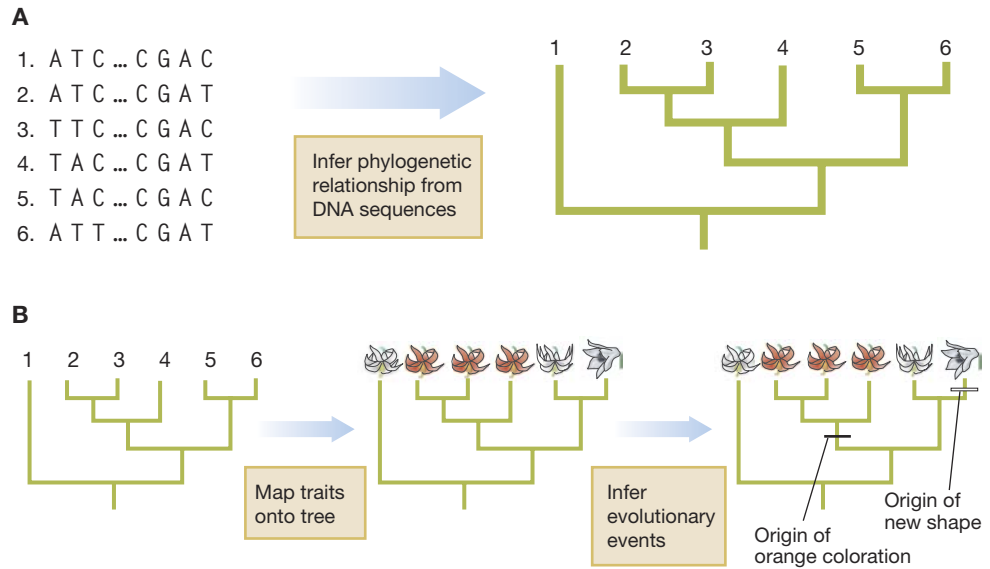 A
1. A T C ... C G A C
2. A T C ... C G A T
3. T T C ... C G A C
4. T A C ... C G A T
5. T A C ... C G A C
6. A T T ... C G A T
Infer phylogenetic
relationship from
DNA sequences
1 2 3 4 5 6
B
1 2 3 4 5 6
Map traits
onto tree
Infer
evolutionary
events
Origin of
orange coloration
Origin of
new shape